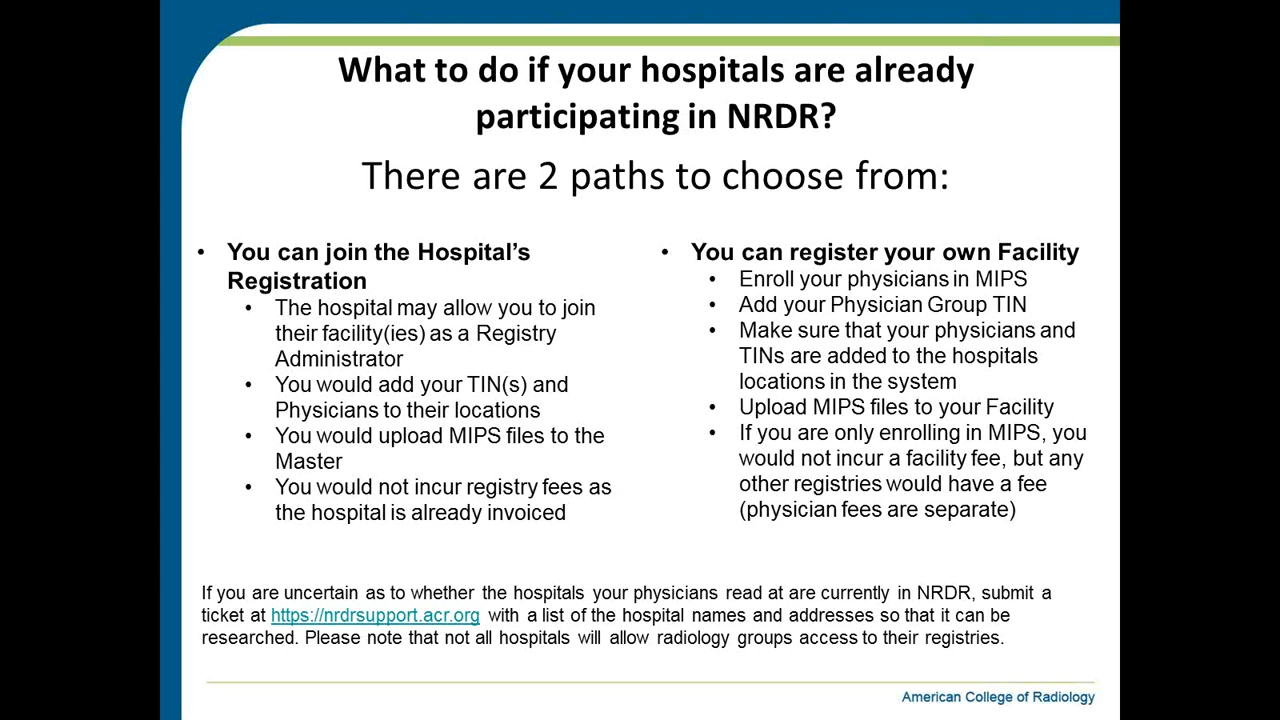 What to do if your hospitals are already
participating in NRDR?
There are 2 paths to choose from:
• You can join the Hospital's
Registration
• The hospital may allow you to join
their facility(ies) as a Registry
Administrator
• You would add your TIN(s) and
Physicians to their locations
• You would upload MIPS files to the
Master
• You would not incur registry fees as
the hospital is already invoiced
• You can register your own Facility
• Enroll your physicians in MIPS
• Add your Physician Group TIN
• Make sure that your physicians and
TINs are added to the hospitals
locations in the system
• Upload MIPS files to your Facility
• If you are only enrolling in MIPS, you
would not incur a facility fee, but any
other registries would have a fee
(physician fees are separate)
If you are uncertain as to whether the hospitals your physicians read at are currently in NRDR, submit a
ticket at https://nrdrsupport.acr.org with a list of the hospital names and addresses so that it can be
researched. Please note that not all hospitals will allow radiology groups access to their registries.
American College of Radiology